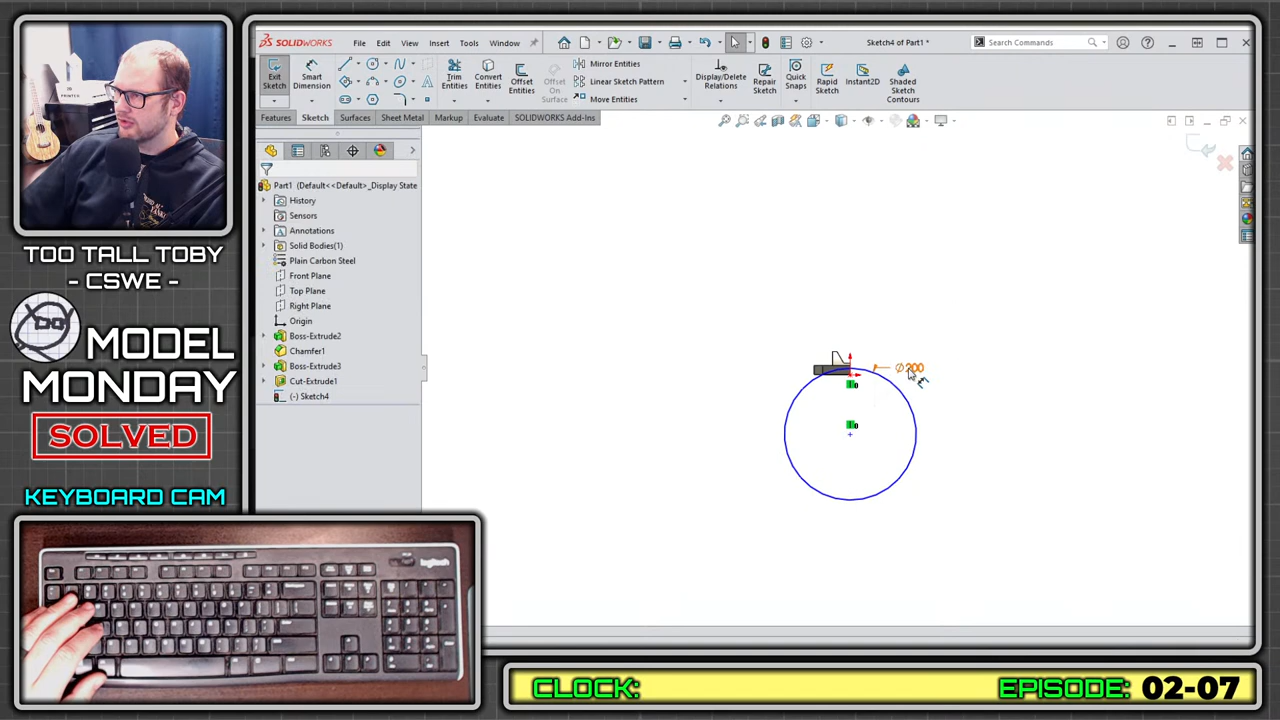 SOLIDWORKS
File
Edit
View
Insert
Tools
Window
Sketch4 of Part1 *
Search Commands
Exit Sketch
Smart Dimension
Trim Entities
Convert Entities
Offset Entities
Offset On Surface
Mirror Entities
Linear Sketch Pattern
Move Entities
Display/Delete Relations
Repair Sketch
Quick Snaps
Rapid Sketch
Instant2D
Shaded Sketch Contours
Features
Sketch
Surfaces
Sheet Metal
Markup
Evaluate
SOLIDWORKS Add-Ins
Part1 (Default<<Default>_Display State
History
Sensors
Annotations
Solid Bodies(1)
Plain Carbon Steel
Front Plane
Top Plane
Right Plane
Origin
Boss-Extrude2
Chamfer1
Boss-Extrude3
Cut-Extrude1
(-) Sketch4
Ø200
TOO TALL TOBY
- CSWE -
MODEL
MONDAY
SOLVED
KEYBOARD CAM
logitech
CLOCK:
EPISODE: 02-07